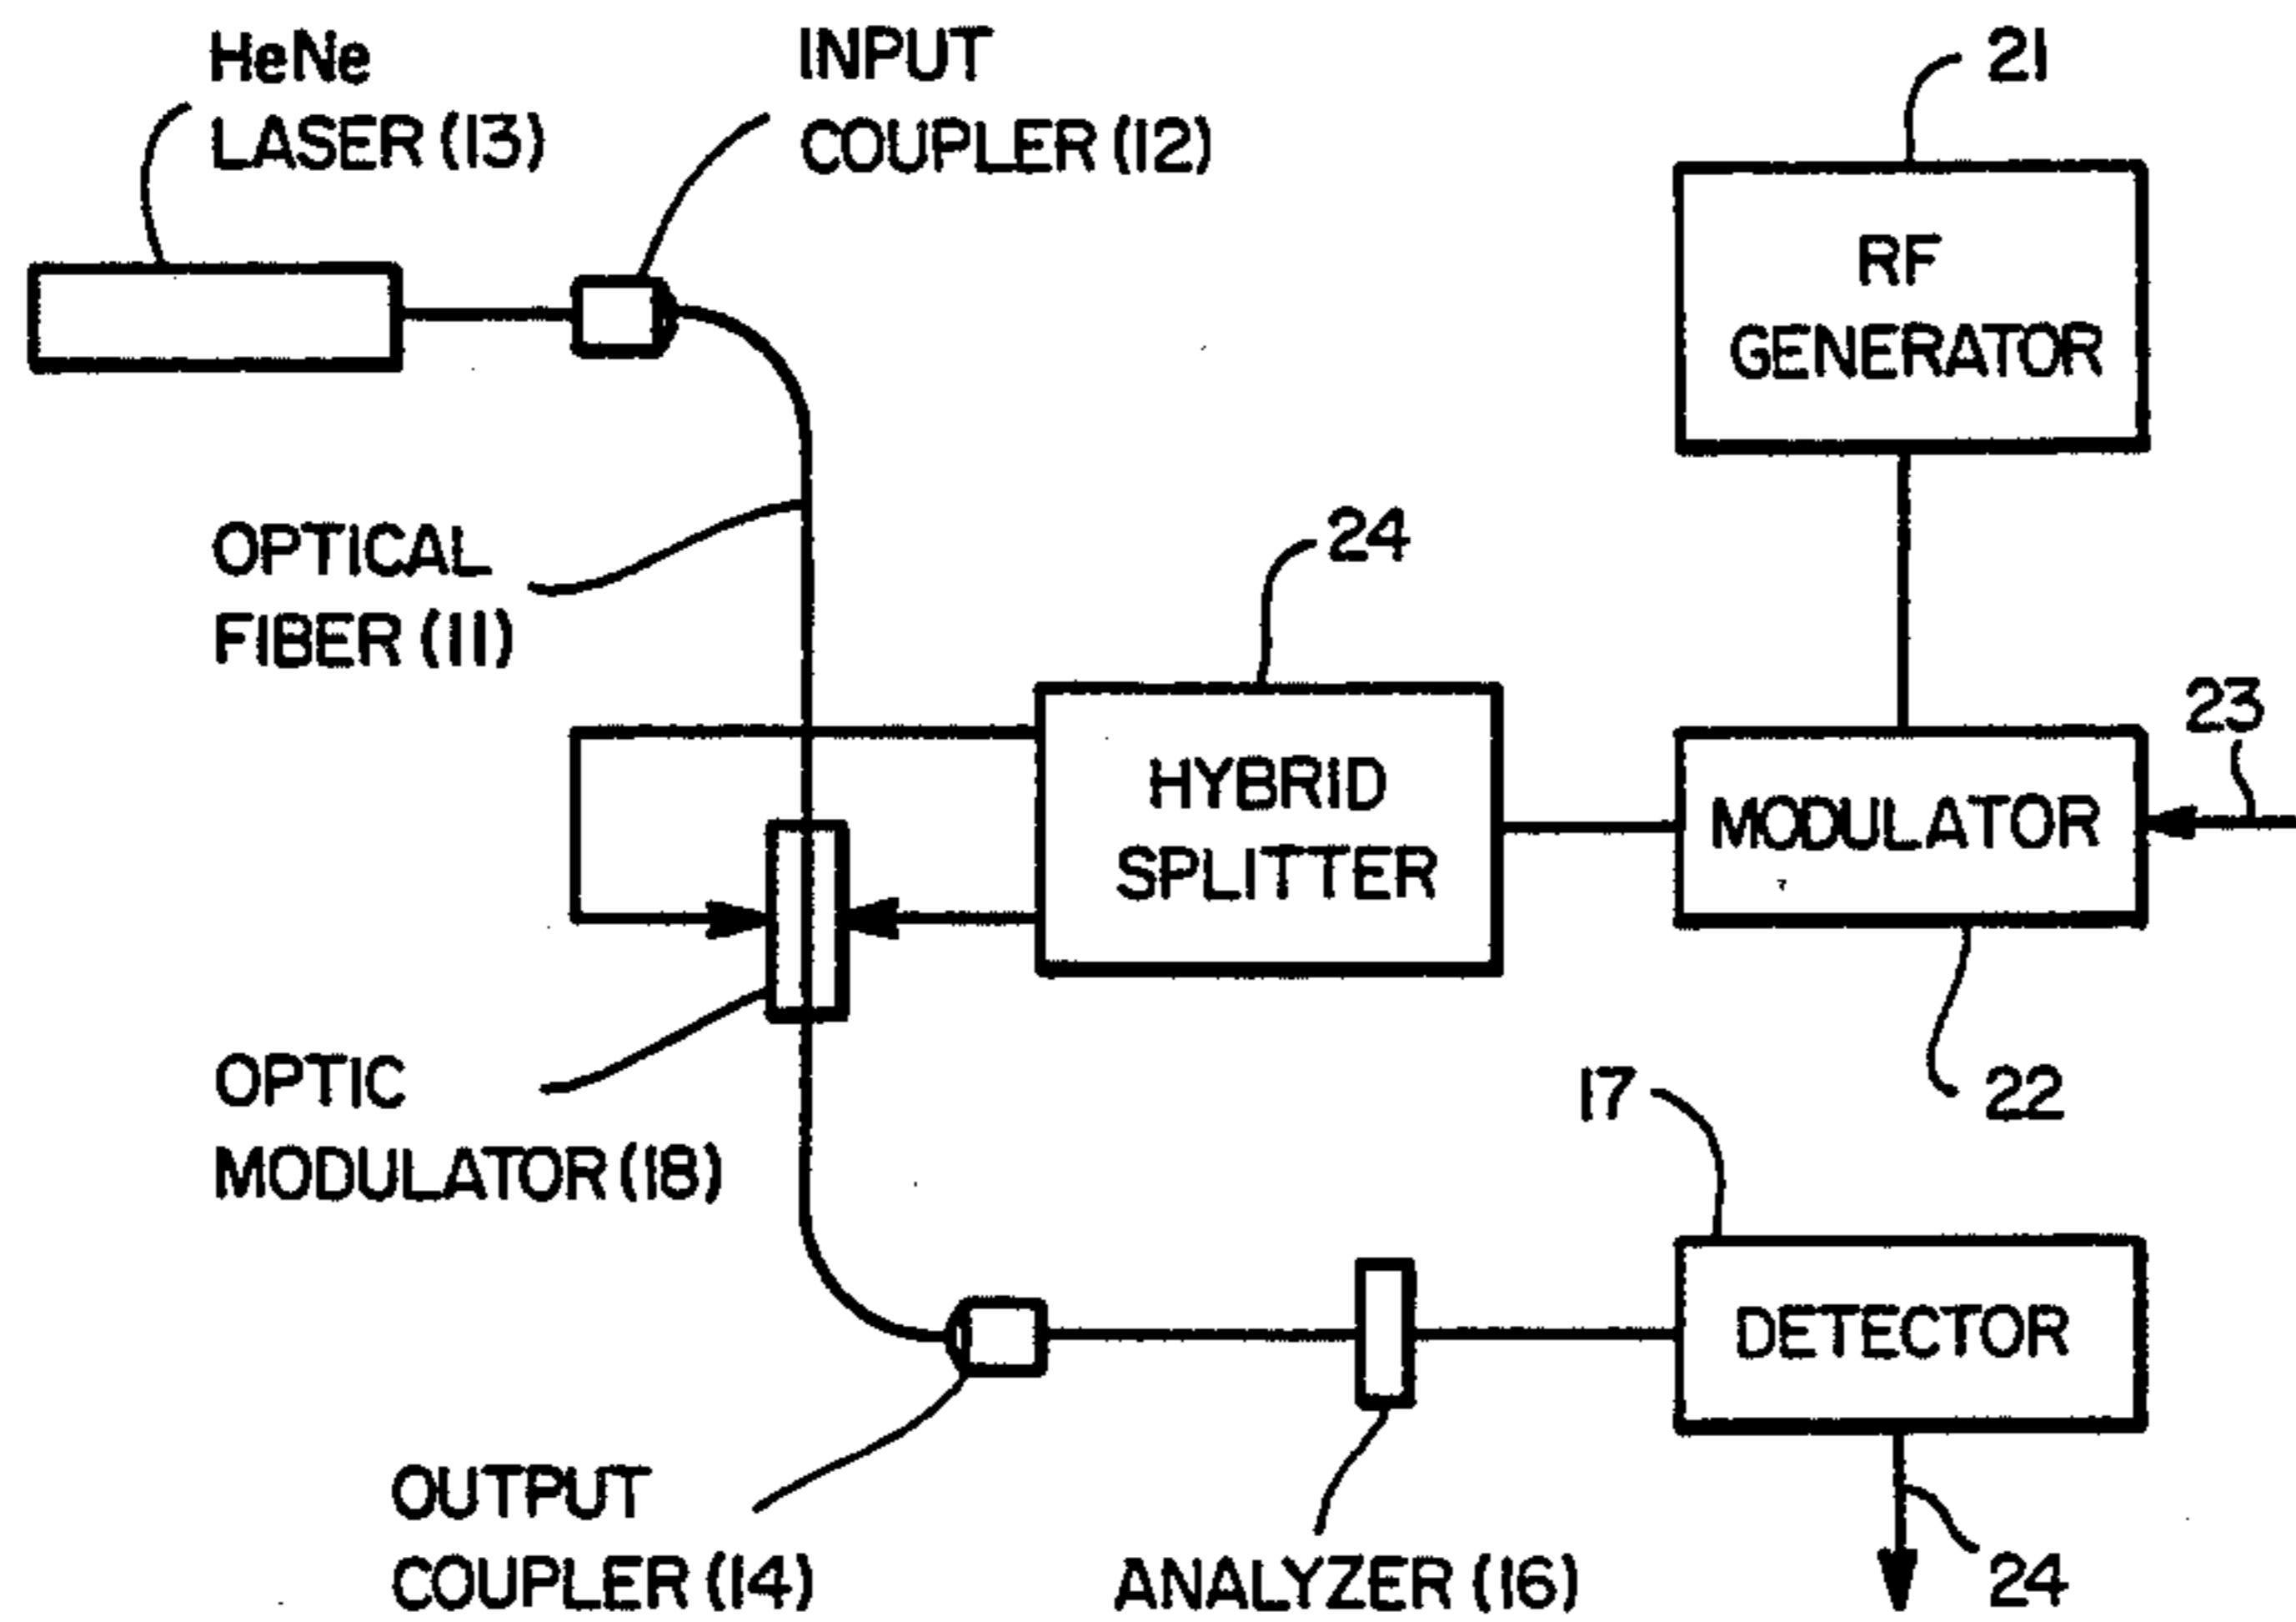 HeNe
LASER (13)
INPUT
COUPLER (12)
21
RF
GENERATOR
OPTICAL
FIBER (11)
24
HYBRID
SPLITTER
23
MODULATOR
22
OPTIC
MODULATOR (18)
17
DETECTOR
OUTPUT
COUPLER (14)
ANALYZER (16)
24